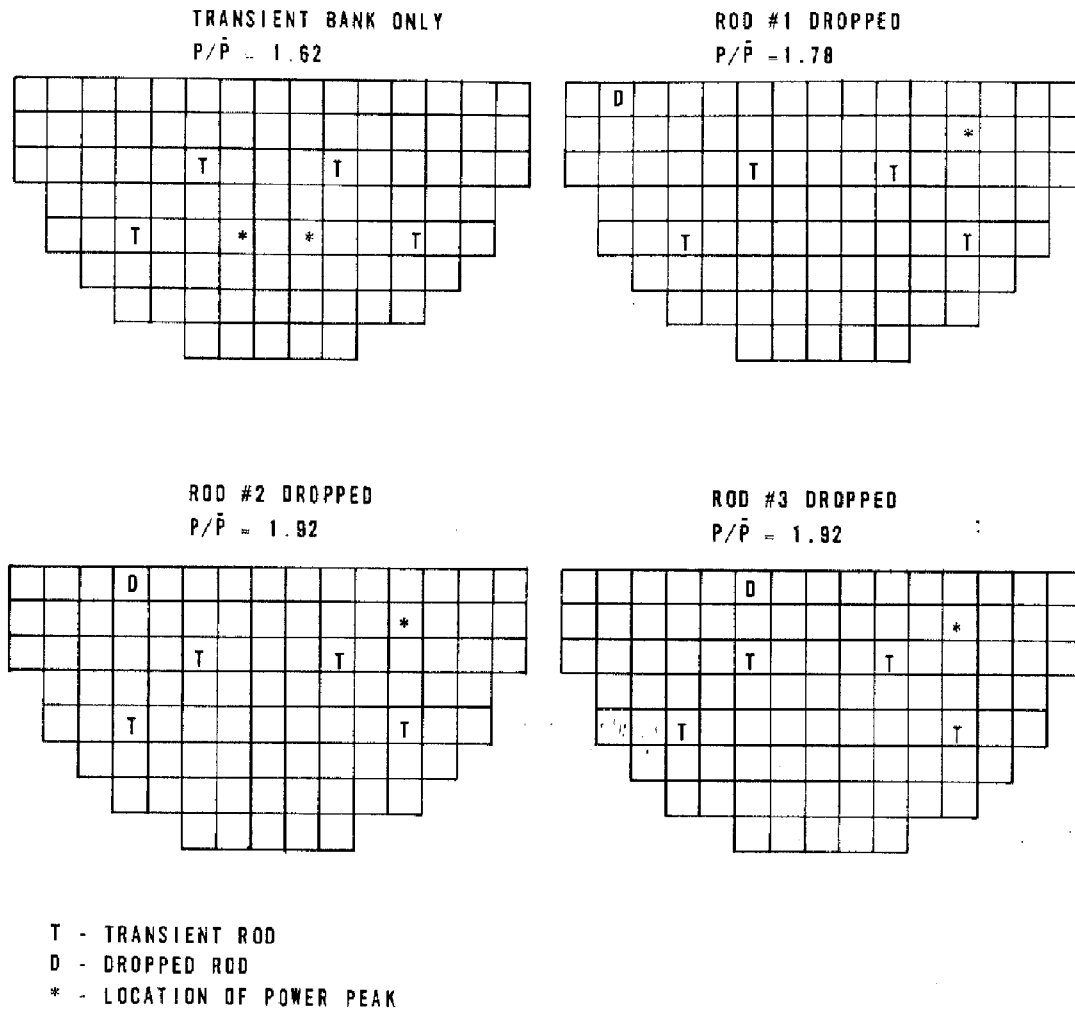 TRANSIENT BANK ONLY
P/P̄ = 1.62
T T
T * * T
ROD #1 DROPPED
P/P̄ =1.78
D
*
T T
T T
ROD #2 DROPPED
P/P̄ = 1.92
D
*
T T
T T
ROD #3 DROPPED
P/P̄ = 1.92
D
*
T T
T T
T - TRANSIENT ROD
D - DROPPED ROD
* - LOCATION OF POWER PEAK